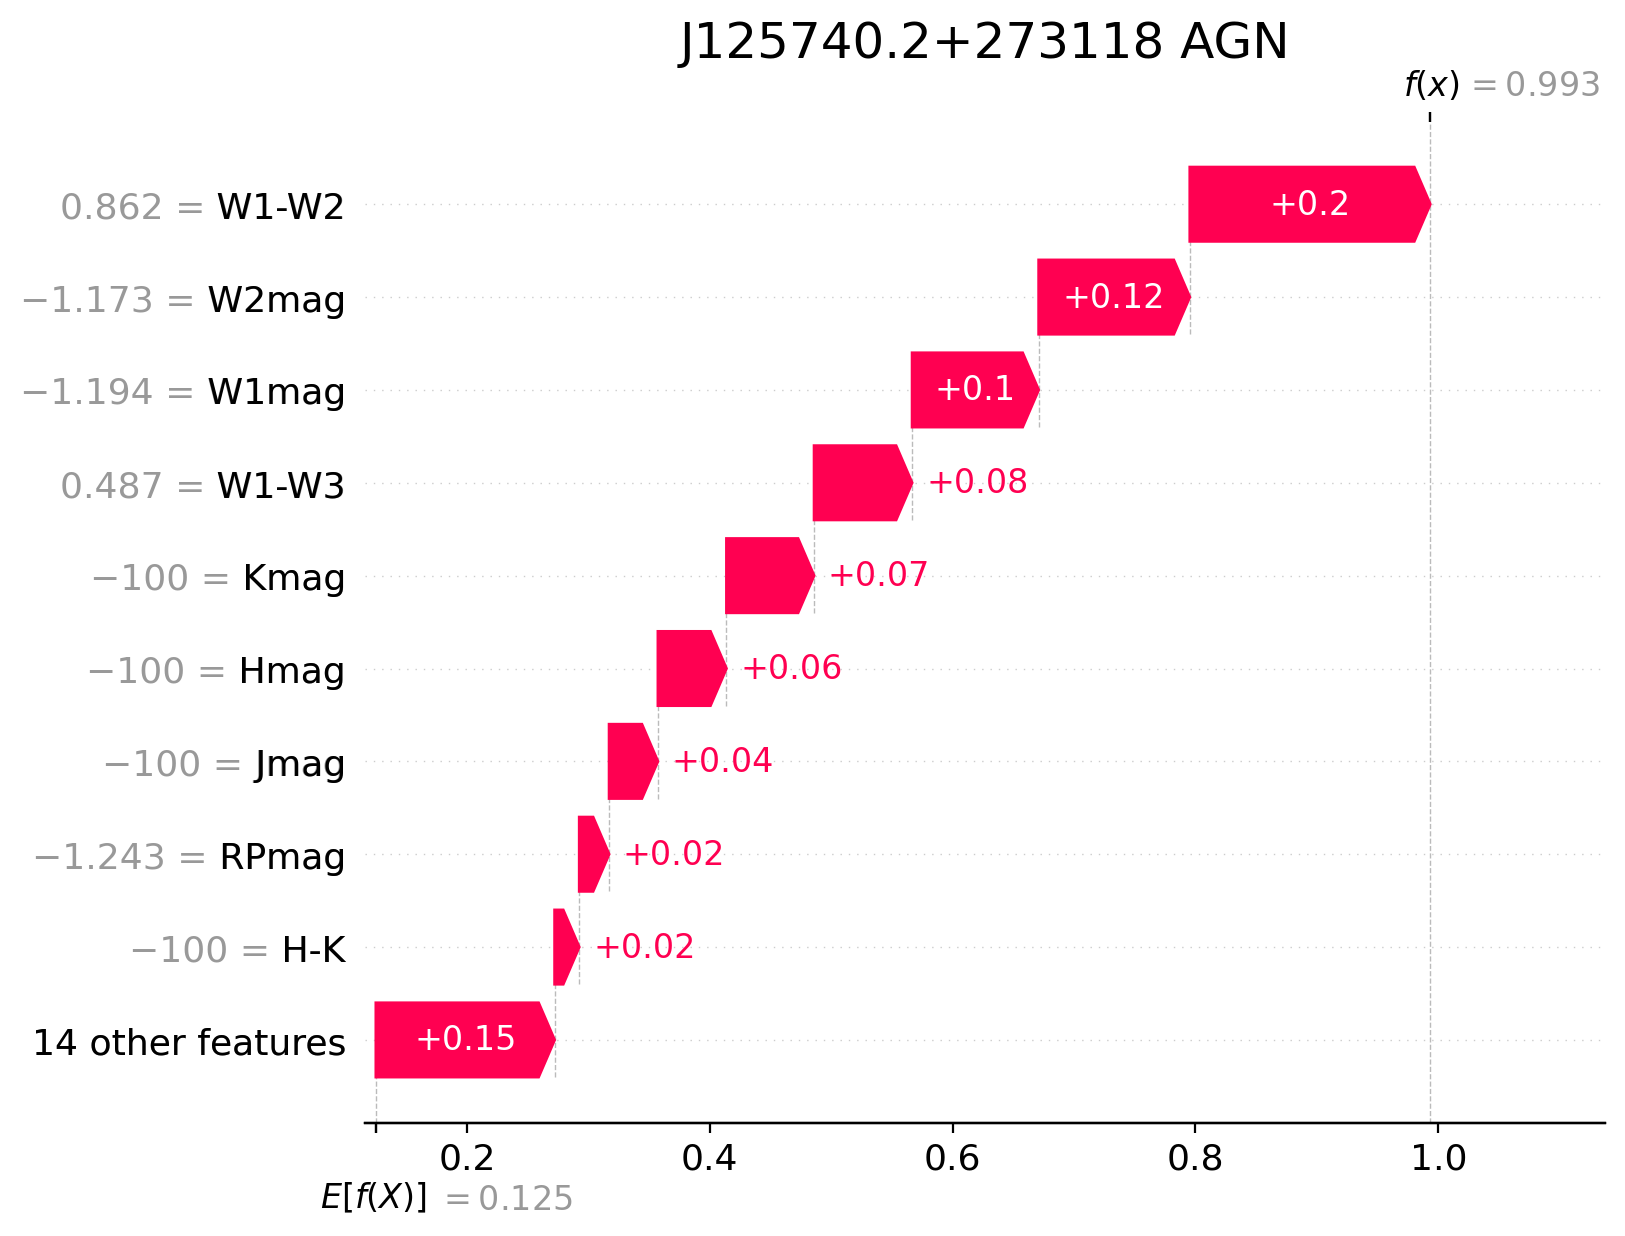 J125740.2+273118 AGN
f(x) = 0.993
0.862 = W1-W2 +0.2
−1.173 = W2mag +0.12
−1.194 = W1mag +0.1
0.487 = W1-W3 +0.08
−100 = Kmag +0.07
−100 = Hmag +0.06
−100 = Jmag +0.04
−1.243 = RPmag +0.02
−100 = H-K +0.02
14 other features +0.15
0.2 0.4 0.6 0.8 1.0
E[f(X)] = 0.125